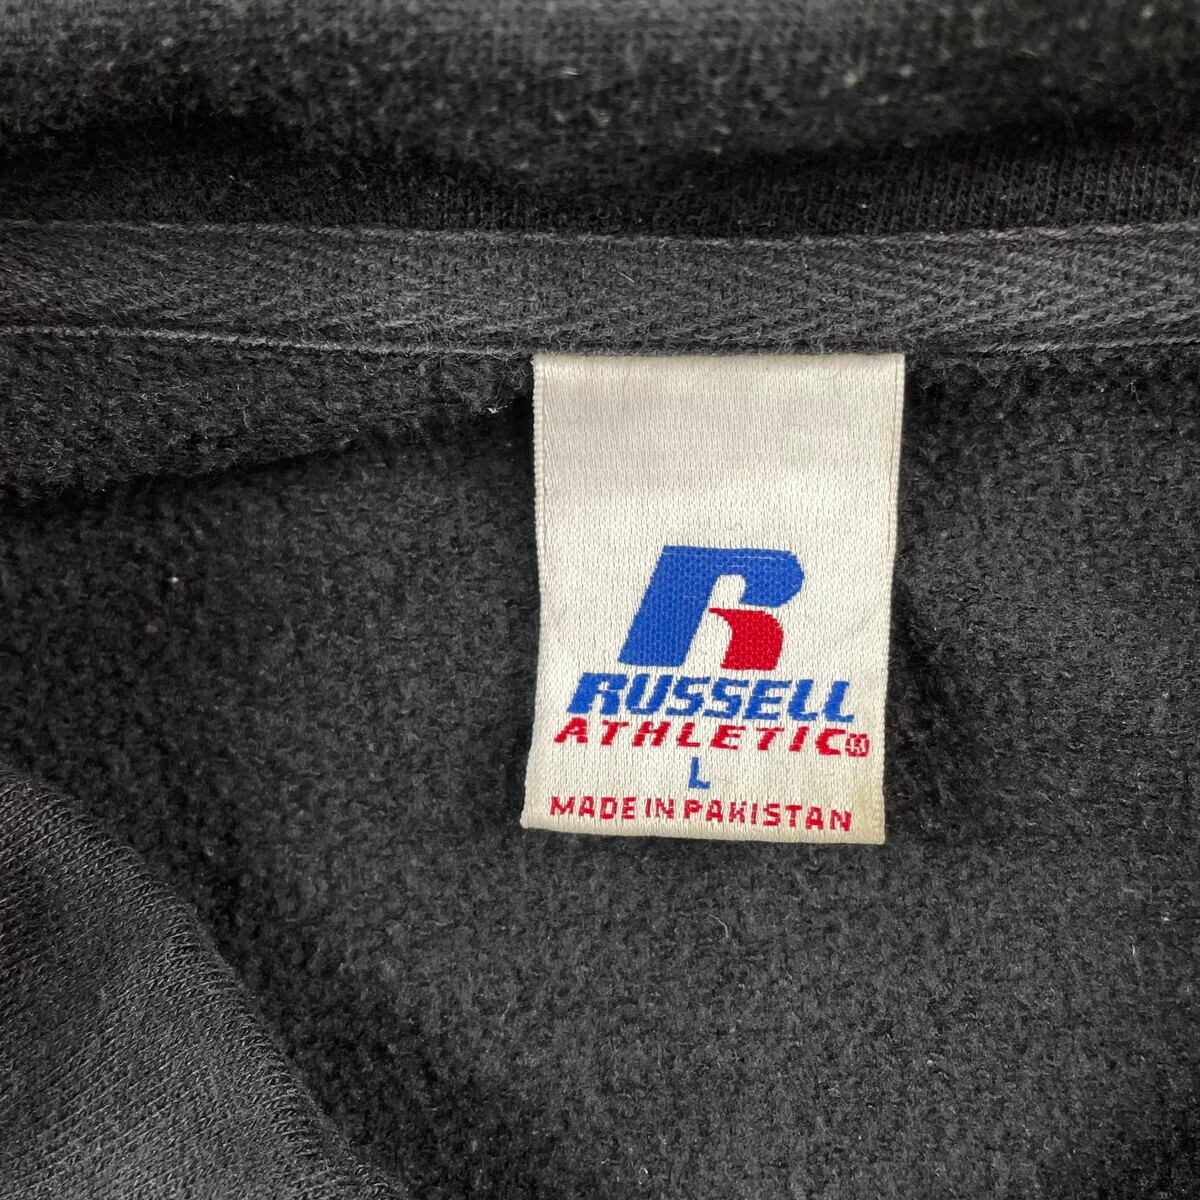 R
RUSSELL
ATHLETIC®
L
MADE IN PAKISTAN